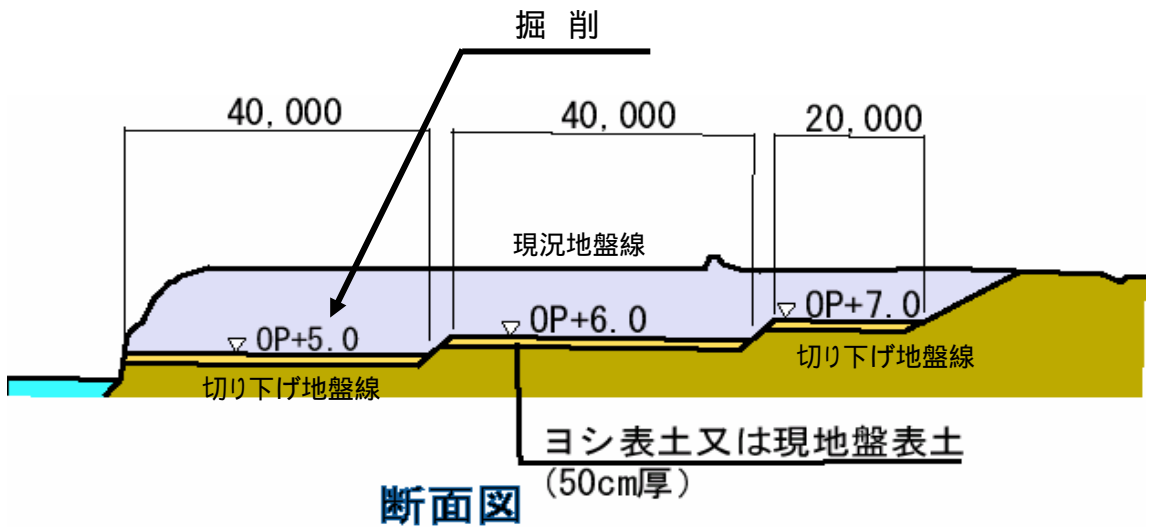 掘 削
40,000
40,000
20,000
現況地盤線
OP+5.0
OP+6.0
OP+7.0
切り下げ地盤線
切り下げ地盤線
ヨシ表土又は現地盤表土
(50cm厚)
断面図